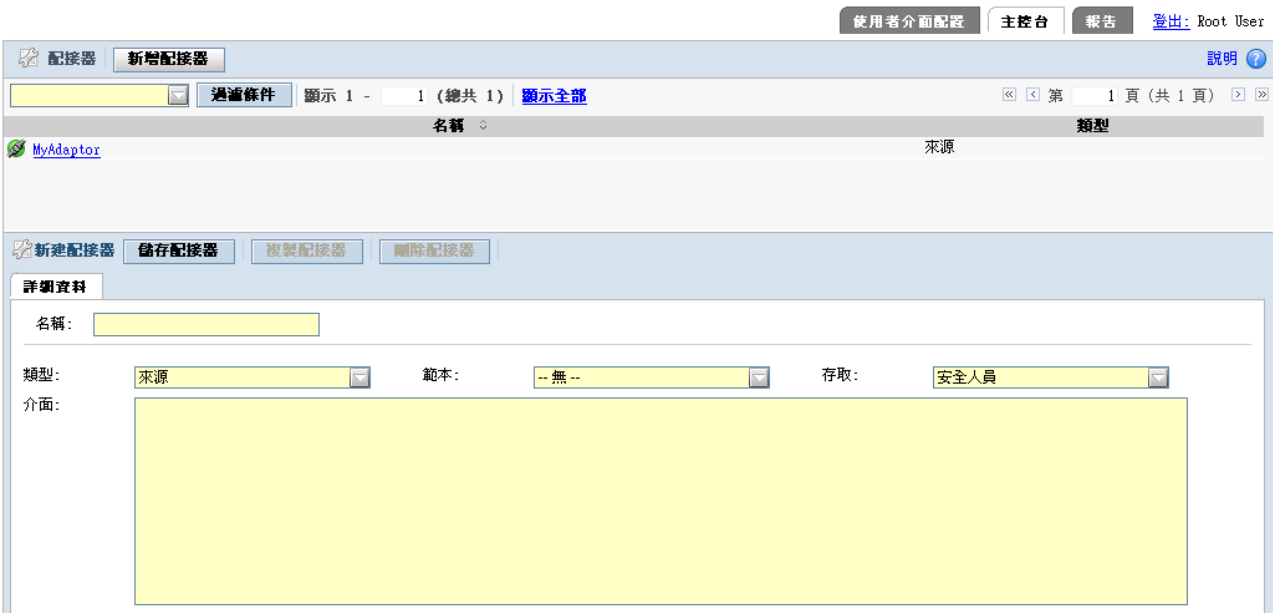 使用者介面配置 主控台 報告 登出: Root User
配接器 新增配接器 說明 ?
過濾條件 顯示 1 - 1 (總共 1) 顯示全部 第 1 頁 (共 1 頁)
名稱 類型
MyAdaptor 來源
新建配接器 儲存配接器 複製配接器 刪除配接器
詳細資料
名稱:
類型: 來源 範本: -- 無 -- 存取: 安全人員
介面: